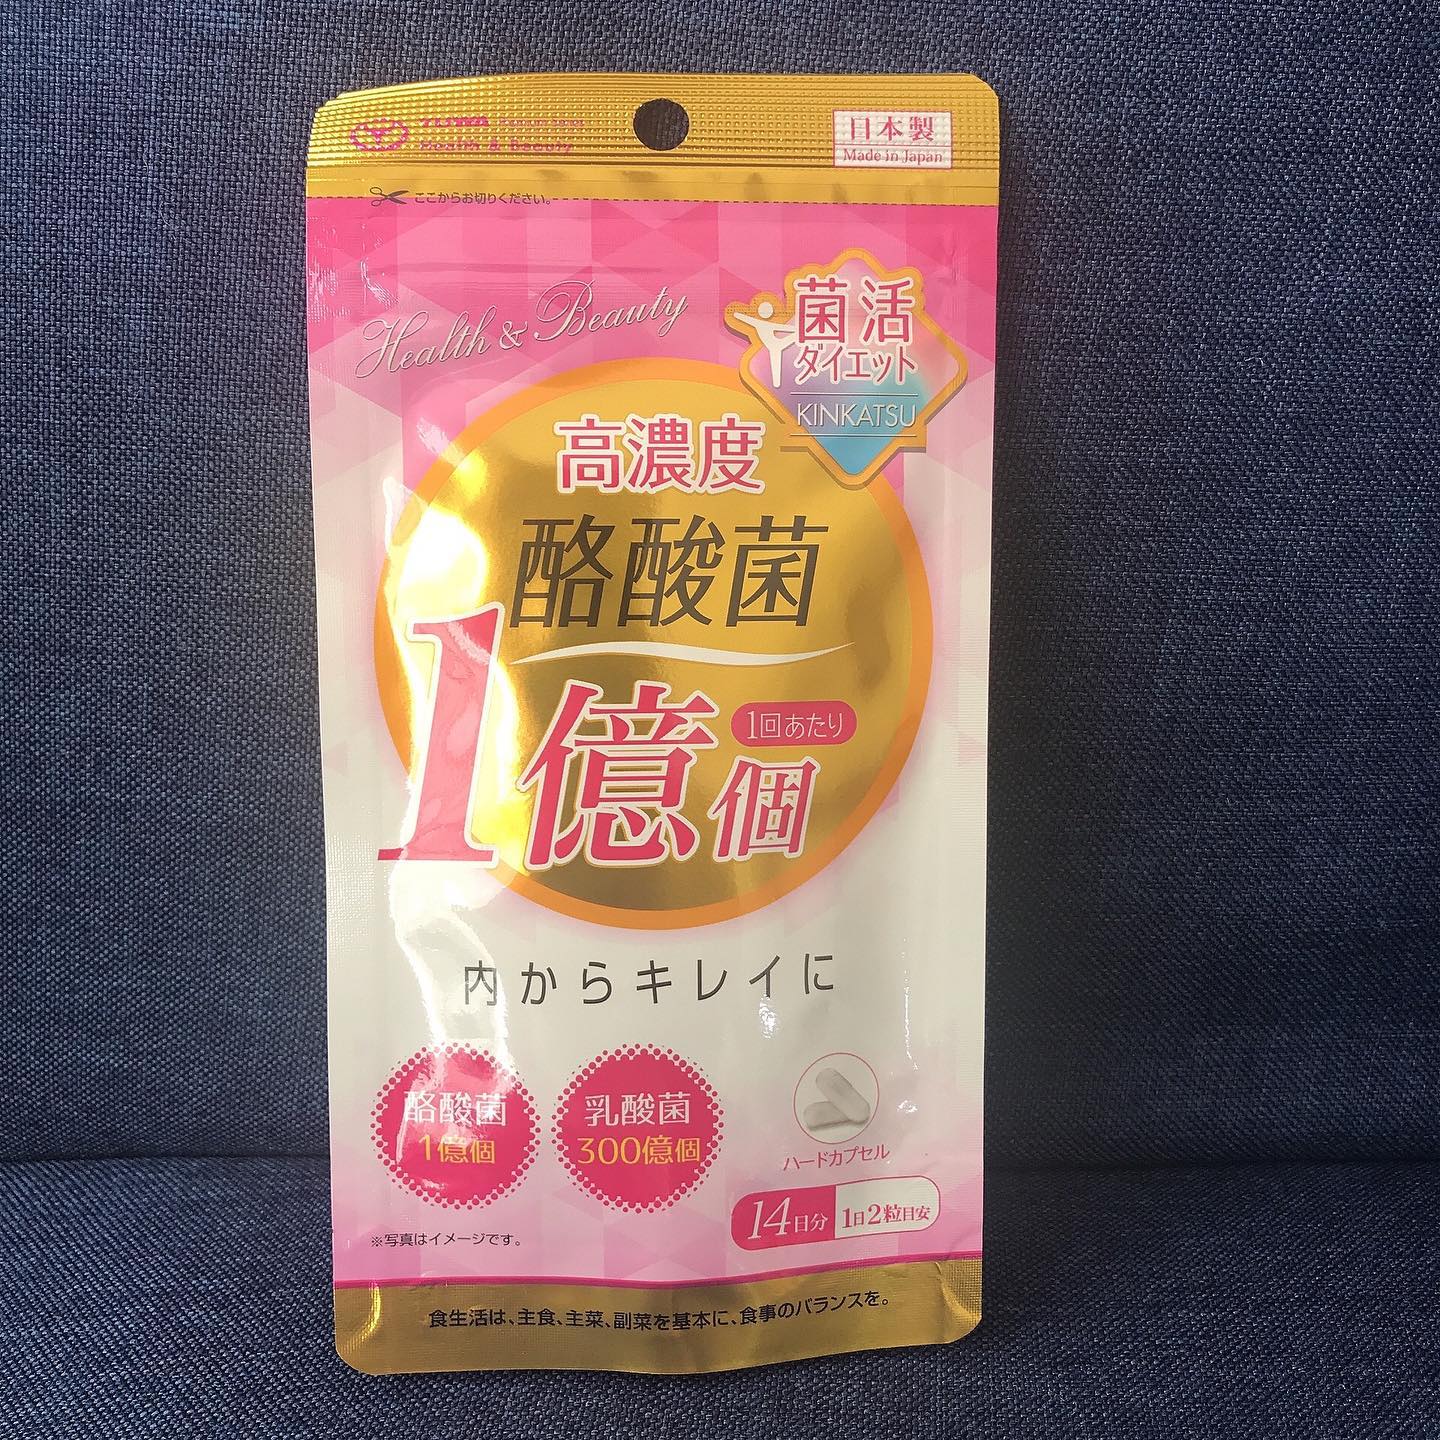 Health & Beauty
日本製
Made in Japan
ここからお切りください。
Health & Beauty
菌活
ダイエット
KINKATSU
高濃度
酪酸菌
1億個
1回あたり
内からキレイに
酪酸菌
1億個
乳酸菌
300億個
ハードカプセル
14日分
1日2粒目安
※写真はイメージです。
食生活は、主食、主菜、副菜を基本に、食事のバランスを。